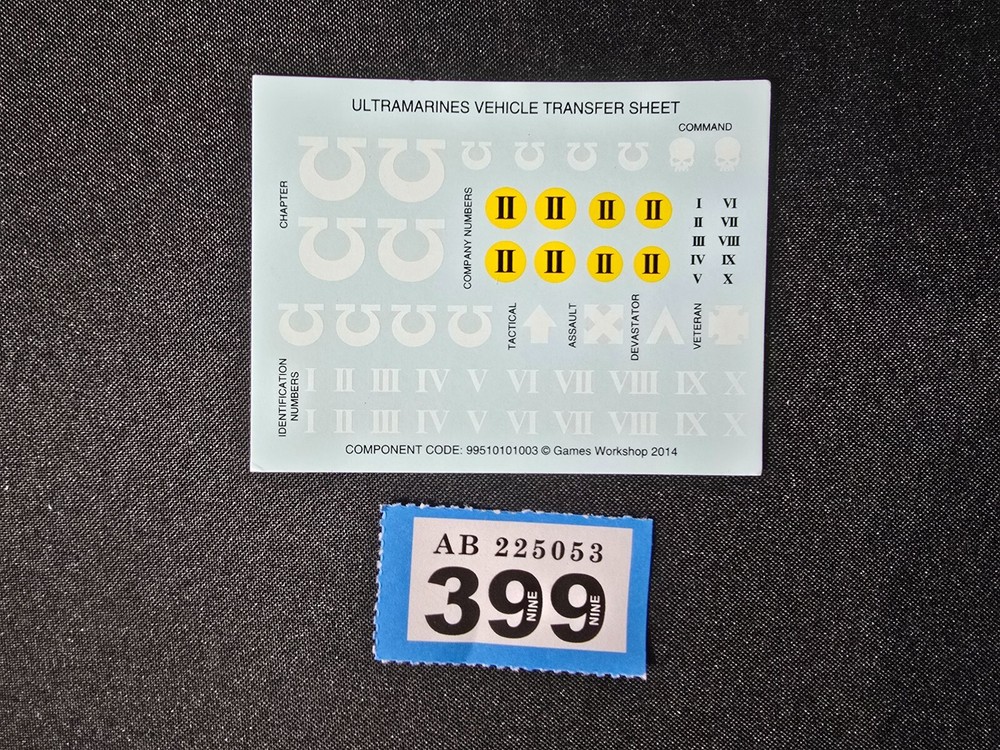 ULTRAMARINES VEHICLE TRANSFER SHEET
COMMAND
CHAPTER
COMPANY NUMBERS
II II II II
II II II II
I VI
II VII
III VIII
IV IX
V X
TACTICAL
ASSAULT
DEVASTATOR
VETERAN
IDENTIFICATION
NUMBERS
I II III IV V VI VII VIII IX X
I II III IV V VI VII VIII IX X
COMPONENT CODE: 99510101003 © Games Workshop 2014
AB 225053
399
NINE NINE